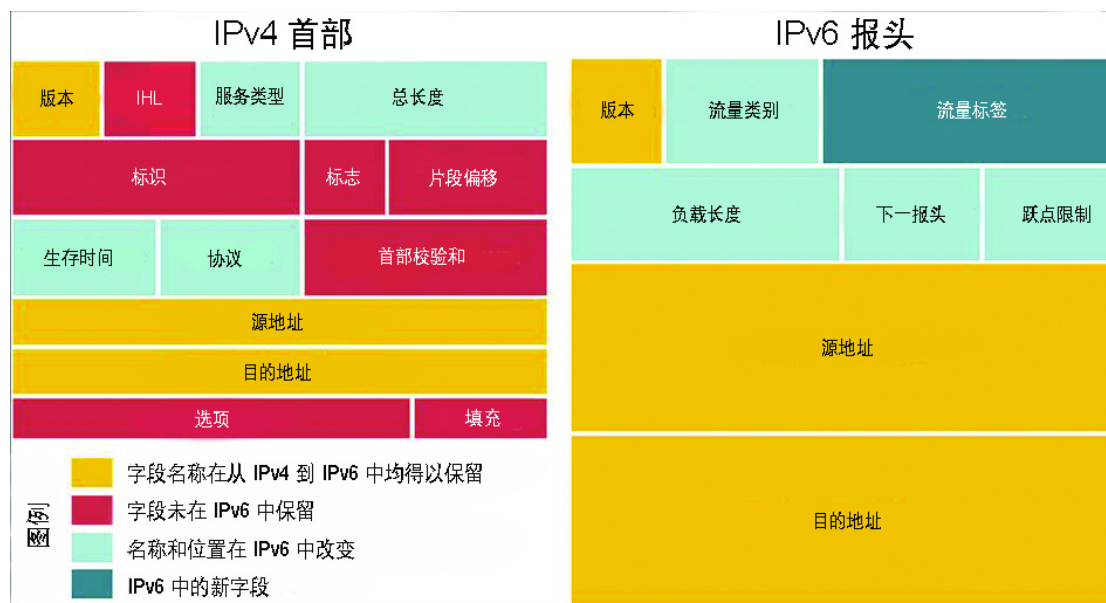 IPv4 首部
版本
IHL
服务类型
总长度
标识
标志
片段偏移
生存时间
协议
首部校验和
源地址
目的地址
选项
填充
图例
字段名称在从 IPv4 到 IPv6 中均得以保留
字段未在 IPv6 中保留
名称和位置在 IPv6 中改变
IPv6 中的新字段
IPv6 报头
版本
流量类别
流量标签
负载长度
下一报头
跃点限制
源地址
目的地址